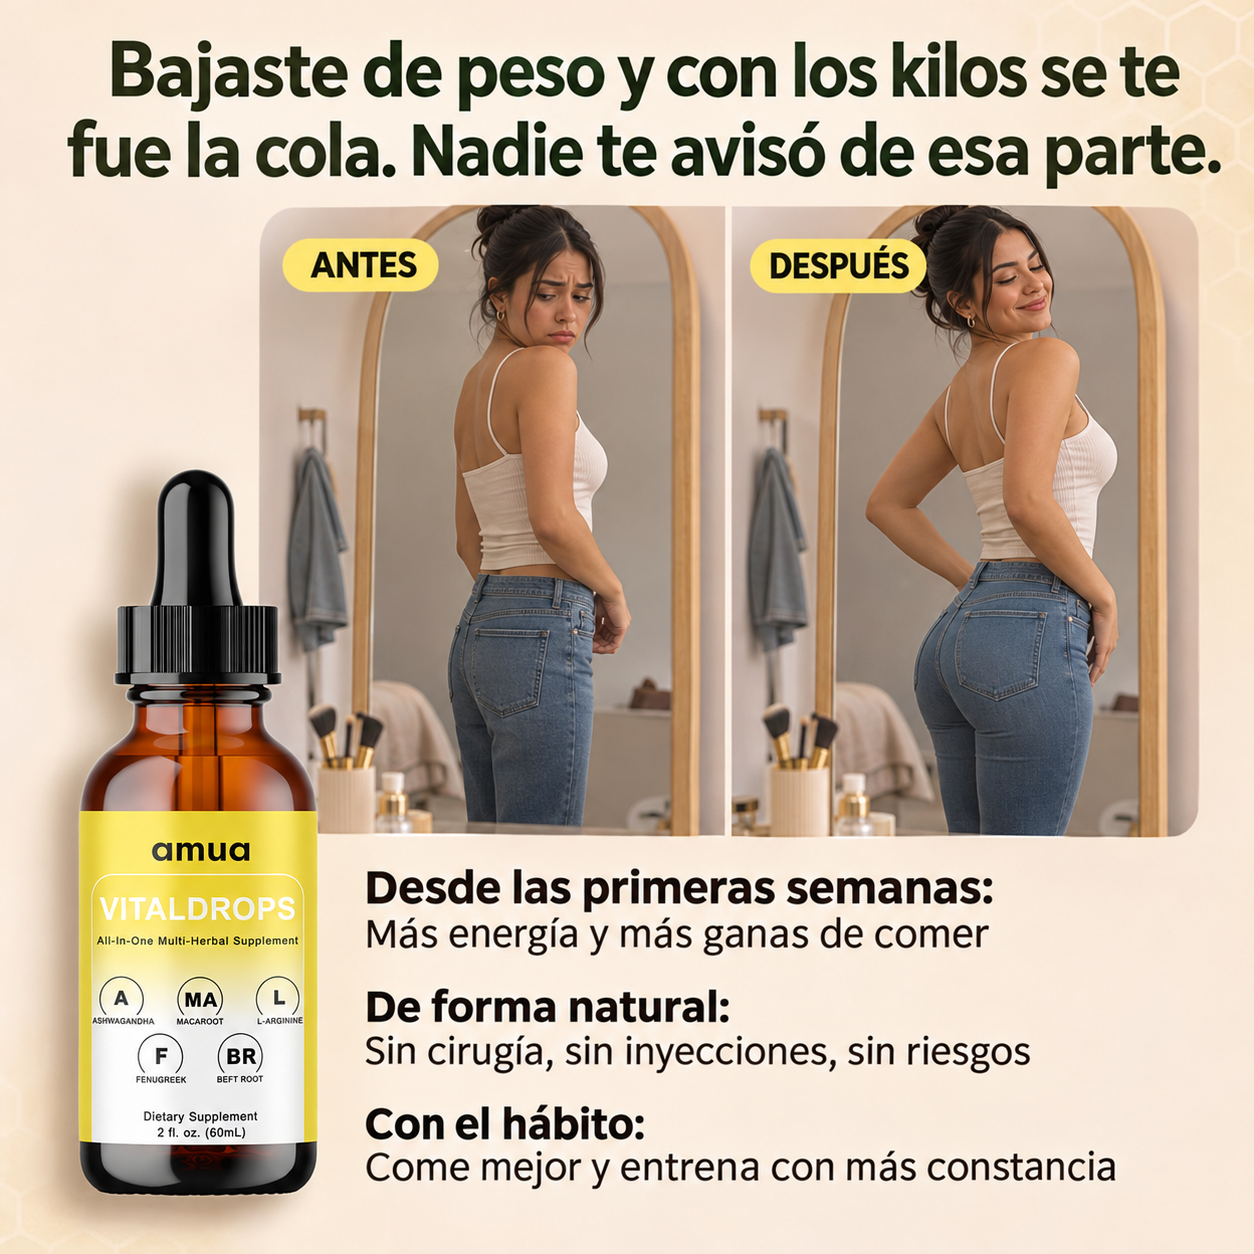 Bajaste de peso y con los kilos se te
fue la cola. Nadie te avisó de esa parte.
ANTES
DESPUÉS
amua
VITALDROPS
All-In-One Multi-Herbal Supplement
A
ASHWAGANDHA
MA
MACAROOT
L
L-ARGININE
F
FENUGREEK
BR
BEFT ROOT
Dietary Supplement
2 fl. oz. (60mL)
Desde las primeras semanas:
Más energía y más ganas de comer
De forma natural:
Sin cirugía, sin inyecciones, sin riesgos
Con el hábito:
Come mejor y entrena con más constancia